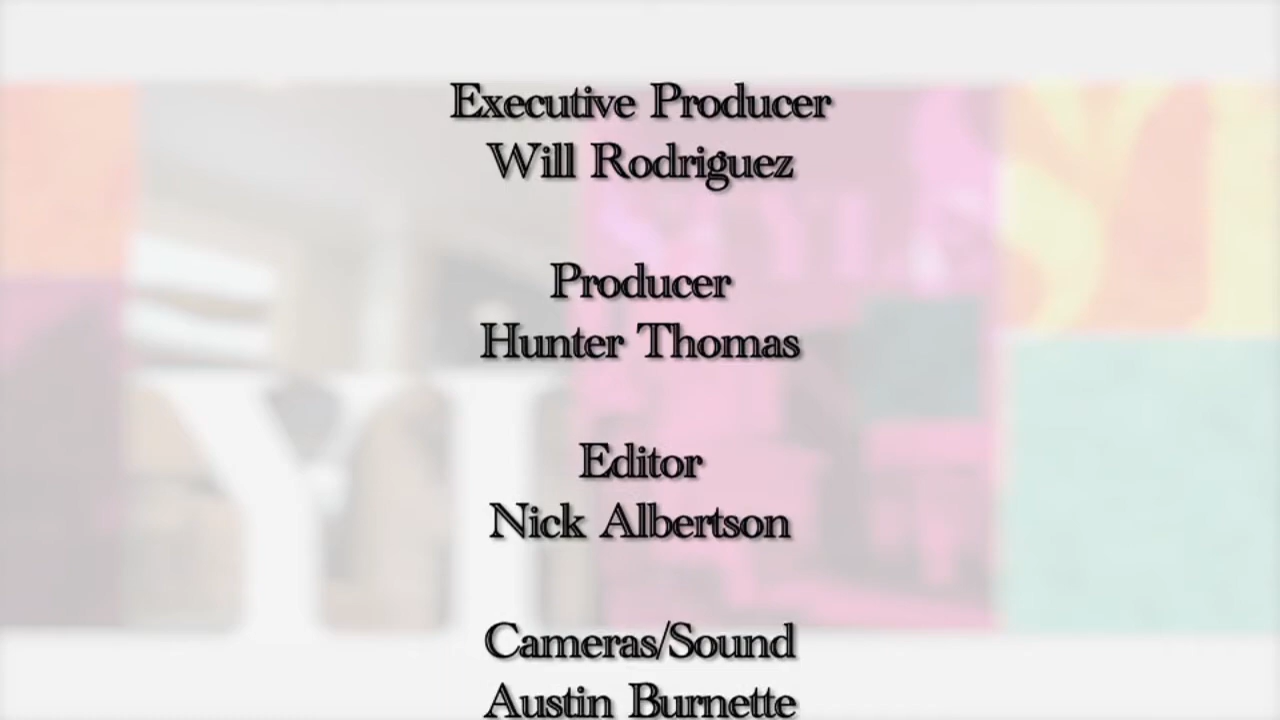 Executive Producer
Will Rodriguez
Producer
Hunter Thomas
Editor
Nick Albertson
Cameras/Sound
Austin Burnette